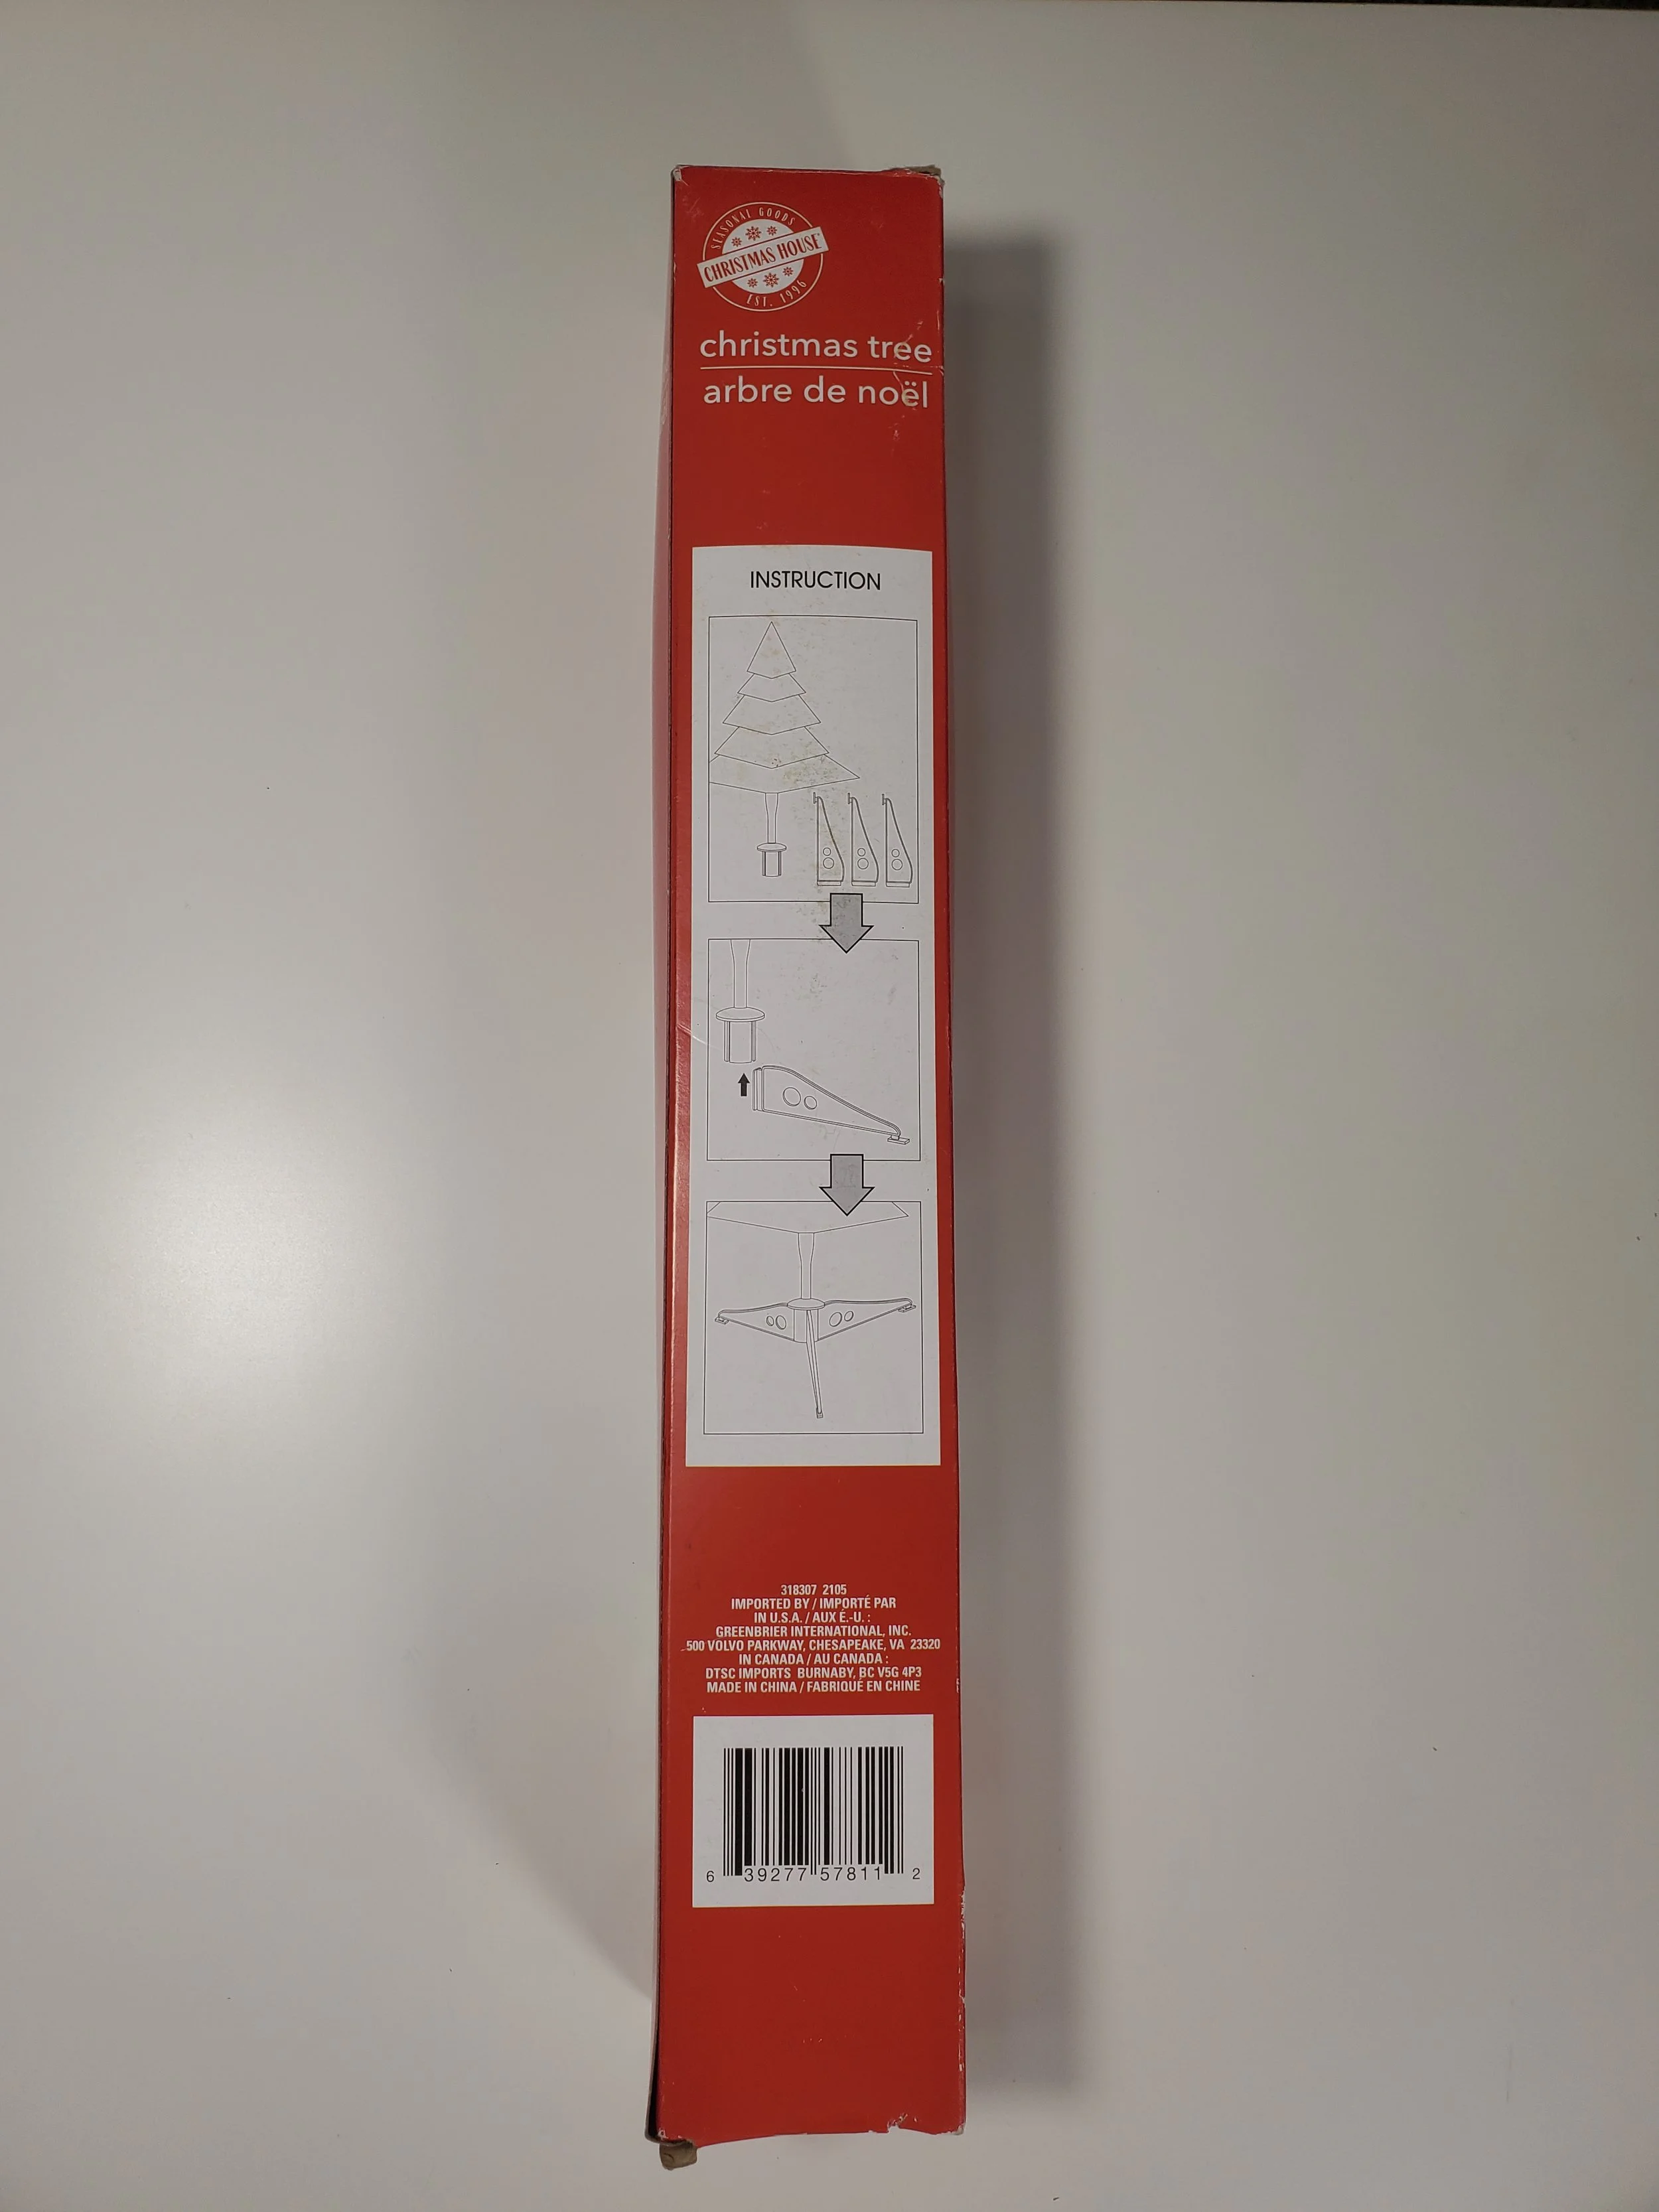 SEASONAL GOODS
CHRISTMAS HOUSE
EST. 1996
christmas tree
arbre de noël
INSTRUCTION
318307 2105
IMPORTED BY / IMPORTÉ PAR
IN U.S.A. / AUX É.-U. :
GREENBRIER INTERNATIONAL, INC.
500 VOLVO PARKWAY, CHESAPEAKE, VA 23320
IN CANADA / AU CANADA :
DTSC IMPORTS BURNABY, BC V5G 4P3
MADE IN CHINA / FABRIQUÉ EN CHINE
6 39277 57811 2